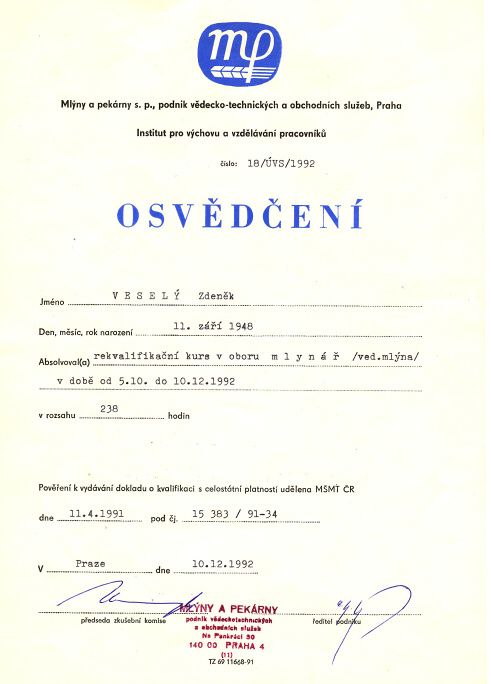 mp
Mlýny a pekárny s. p., podnik vědecko-technických a obchodních služeb, Praha
Institut pro výchovu a vzdělávání pracovníků
číslo: 18/ÚVS/1992
OSVĚDČENÍ
Jméno V E S E L Ý Zdeněk
Den, měsíc, rok narození 11. září 1948
Absolvoval(a) rekvalifikační kurs v oboru m l y n á ř /ved.mlýna/
v době od 5.10. do 10.12.1992
v rozsahu 238 hodin
Pověření k vydávání dokladu o kvalifikaci s celostátní platností udělena MŠMT ČR
dne 11.4.1991 pod čj. 15 383 / 91-34
V Praze dne 10.12.1992
předseda zkušební komise
ředitel podniku
MLÝNY A PEKÁRNY
podnik vědeckotechnických
a obchodních služeb
Na Pankráci 30
140 00 PRAHA 4
(11)
TZ 69 11668-91